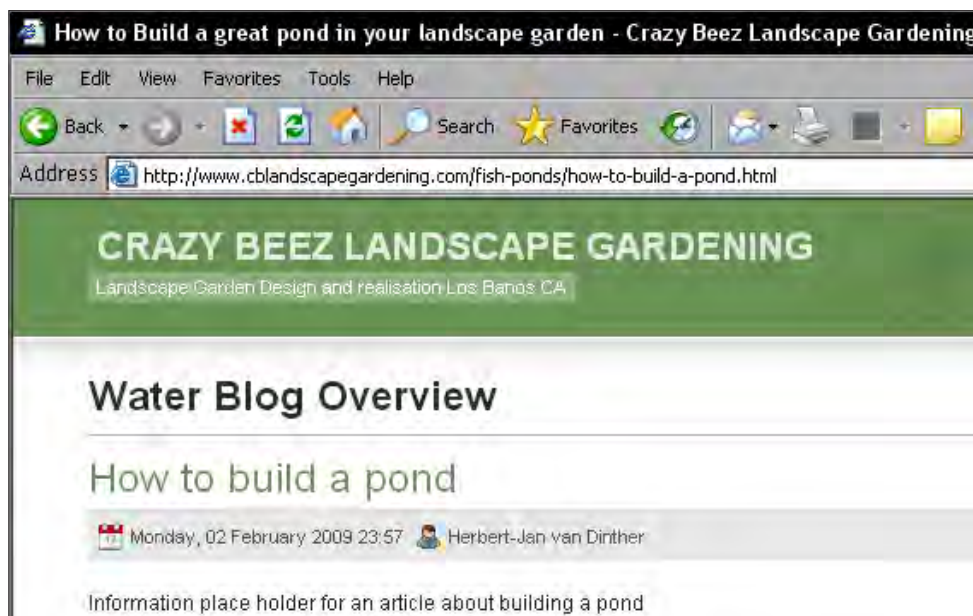 How to Build a great pond in your landscape garden - Crazy Beez Landscape Gardening
File Edit View Favorites Tools Help
Back Search Favorites
Address http://www.cblandscapegardening.com/fish-ponds/how-to-build-a-pond.html
CRAZY BEEZ LANDSCAPE GARDENING
Landscape Garden Design and realisation Los Banos CA
Water Blog Overview
How to build a pond
Monday, 02 February 2009 23:57 Herbert-Jan van Dinther
Information place holder for an article about building a pond